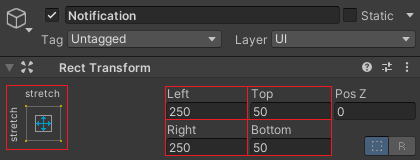 Notification
Static
Tag Untagged Layer UI
Rect Transform
stretch
stretch
Left Top Pos Z
250 50 0
Right Bottom
250 50 R